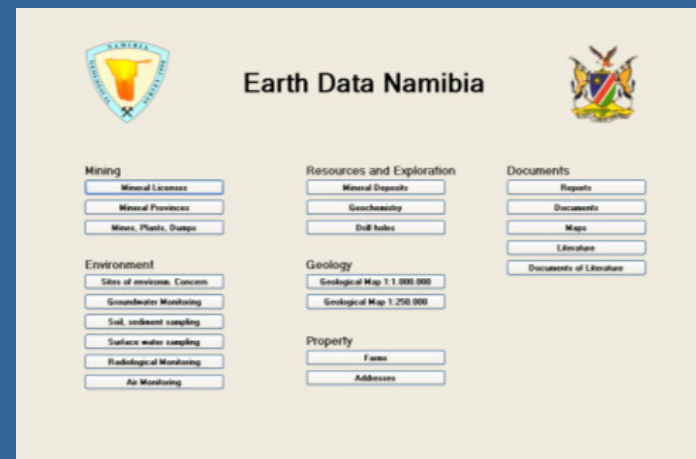 NAMIBIA
Earth Data Namibia
Mining
Mineral Licenses
Mineral Provinces
Mines, Plants, Dumps
Environment
Sites of environm. Concern
Groundwater Monitoring
Soil, sediment sampling
Surface water sampling
Radiological Monitoring
Air Monitoring
Resources and Exploration
Mineral Deposits
Geochemistry
Drill holes
Geology
Geological Map 1:1.000.000
Geological Map 1:250.000
Property
Farms
Addresses
Documents
Reports
Documents
Maps
Literature
Documents of Literature